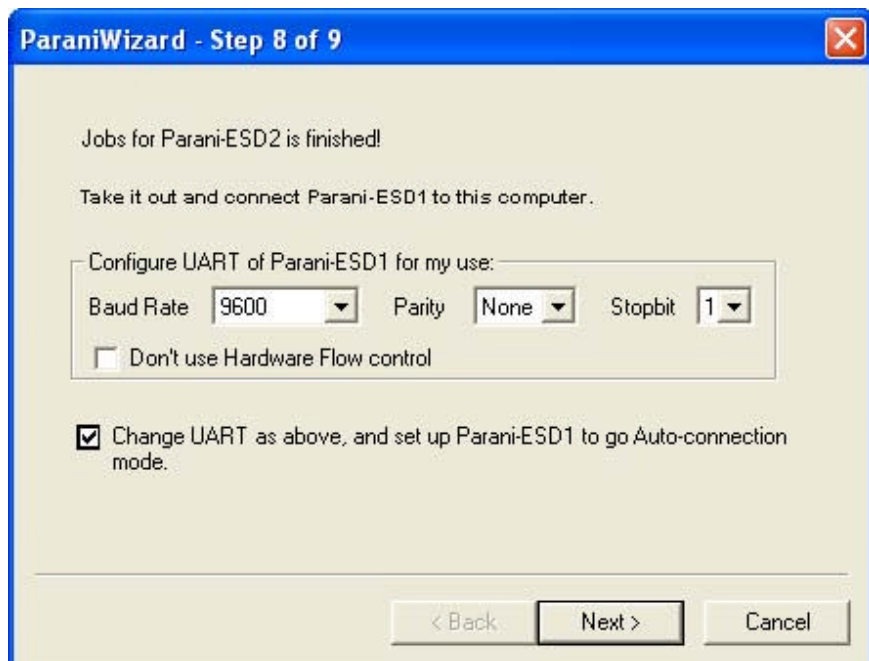 ParaniWizard - Step 8 of 9
Jobs for Parani-ESD2 is finished!
Take it out and connect Parani-ESD1 to this computer.
Configure UART of Parani-ESD1 for my use:
Baud Rate 9600 Parity None Stopbit 1
Don't use Hardware Flow control
Change UART as above, and set up Parani-ESD1 to go Auto-connection
mode.
< Back Next > Cancel